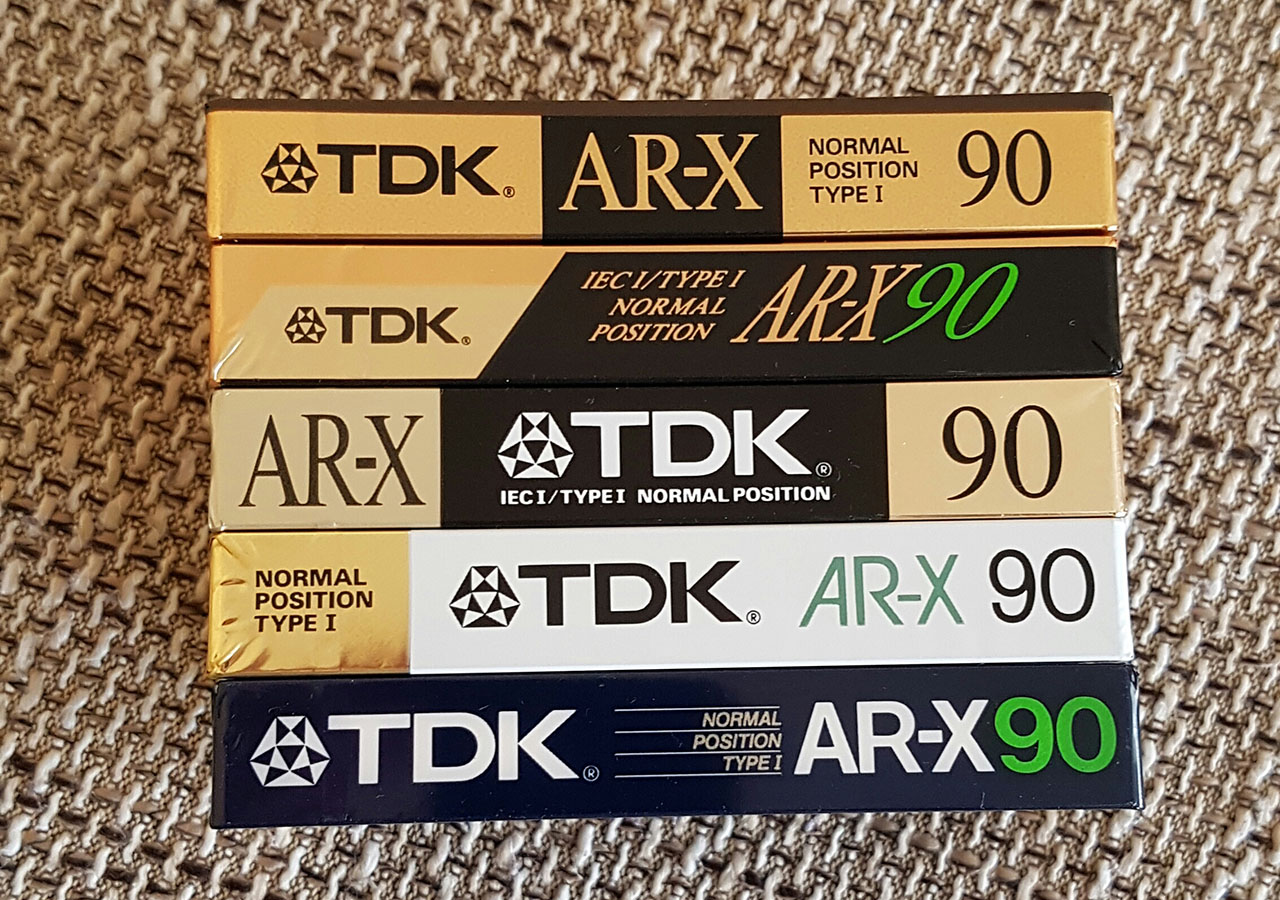 TDK® AR-X NORMAL POSITION TYPE I 90
TDK® IEC I/TYPE I NORMAL POSITION AR-X90
AR-X TDK® 90
IEC I/TYPE I NORMAL POSITION
NORMAL POSITION TYPE I TDK® AR-X 90
TDK® NORMAL POSITION TYPE I AR-X90